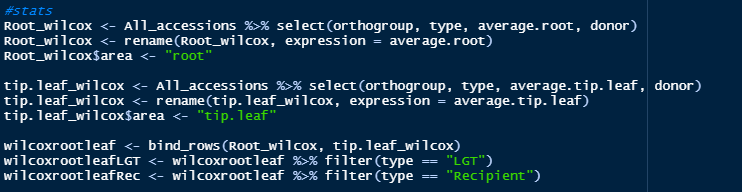 #stats
Root_wilcox <- All_accessions %>% select(orthogroup, type, average.root, donor)
Root_wilcox <- rename(Root_wilcox, expression = average.root)
Root_wilcox$area <- "root"
tip.leaf_wilcox <- All_accessions %>% select(orthogroup, type, average.tip.leaf, donor)
tip.leaf_wilcox <- rename(tip.leaf_wilcox, expression = average.tip.leaf)
tip.leaf_wilcox$area <- "tip.leaf"
wilcoxrootleaf <- bind_rows(Root_wilcox, tip.leaf_wilcox)
wilcoxrootleafLGT <- wilcoxrootleaf %>% filter(type == "LGT")
wilcoxrootleafRec <- wilcoxrootleaf %>% filter(type == "Recipient")